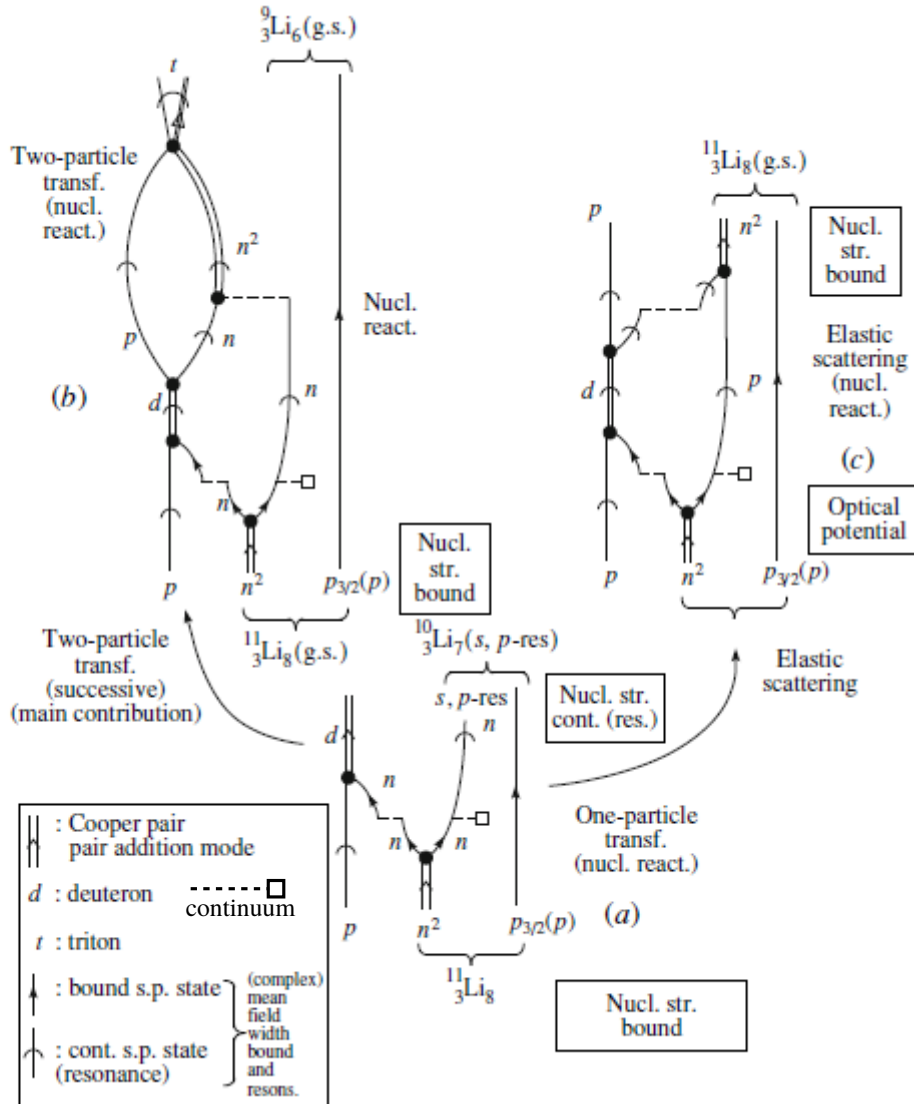 ⁹₃Li₆(g.s.)
t
Two-particle
transf.
(nucl.
react.)
n²
p
n
n
Nucl.
react.
(b)
d
n
p
n²
p₃/₂(p)
¹¹₃Li₈(g.s.)
Nucl.
str.
bound
¹¹₃Li₈(g.s.)
p
n²
Nucl.
str.
bound
Elastic
scattering
(nucl.
react.)
d
p
(c)
Optical
potential
p
n²
p₃/₂(p)
Two-particle
transf.
(successive)
(main contribution)
Elastic
scattering
¹⁰₃Li₇(s, p-res)
s, p-res
n
Nucl. str.
cont. (res.)
d
n
n
n
One-particle
transf.
(nucl. react.)
(a)
p
n²
p₃/₂(p)
¹¹₃Li₈
Nucl. str.
bound
: Cooper pair
pair addition mode
d : deuteron
continuum
t : triton
: bound s.p. state
: cont. s.p. state
(resonance)
(complex)
mean
field
width
bound
and
resons.